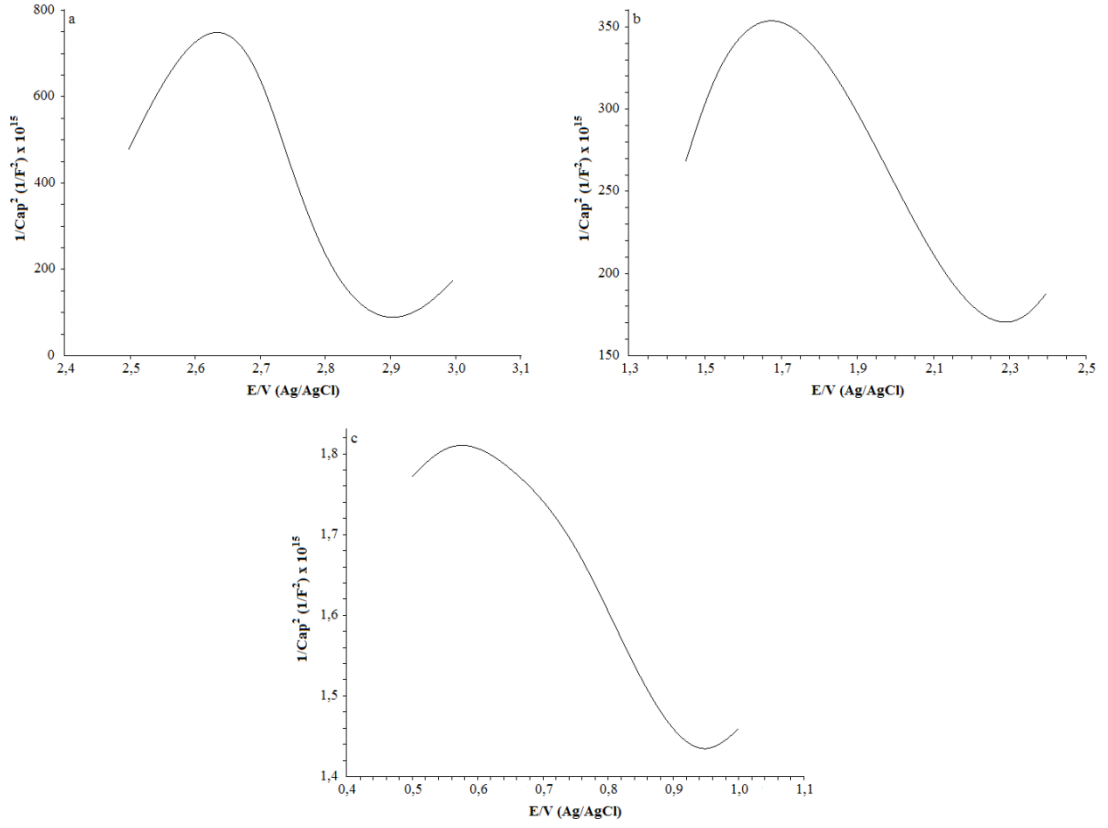 a
800
600
400
200
0
1/Cap² (1/F²) x 10¹⁵
2,4 2,5 2,6 2,7 2,8 2,9 3,0 3,1
E/V (Ag/AgCl)
b
350
300
250
200
150
1/Cap² (1/F²) x 10¹⁵
1,3 1,5 1,7 1,9 2,1 2,3 2,5
E/V (Ag/AgCl)
c
1,8
1,7
1,6
1,5
1,4
1/Cap² (1/F²) x 10¹⁵
0,4 0,5 0,6 0,7 0,8 0,9 1,0 1,1
E/V (Ag/AgCl)